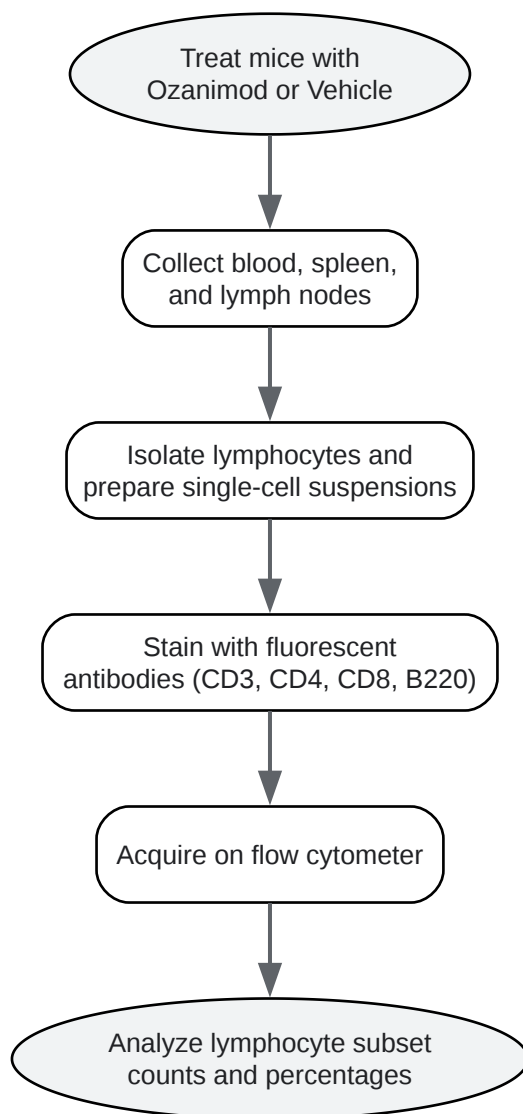 Treat mice with
Ozanimod or Vehicle
Collect blood, spleen,
and lymph nodes
Isolate lymphocytes and
prepare single-cell suspensions
Stain with fluorescent
antibodies (CD3, CD4, CD8, B220)
Acquire on flow cytometer
Analyze lymphocyte subset
counts and percentages